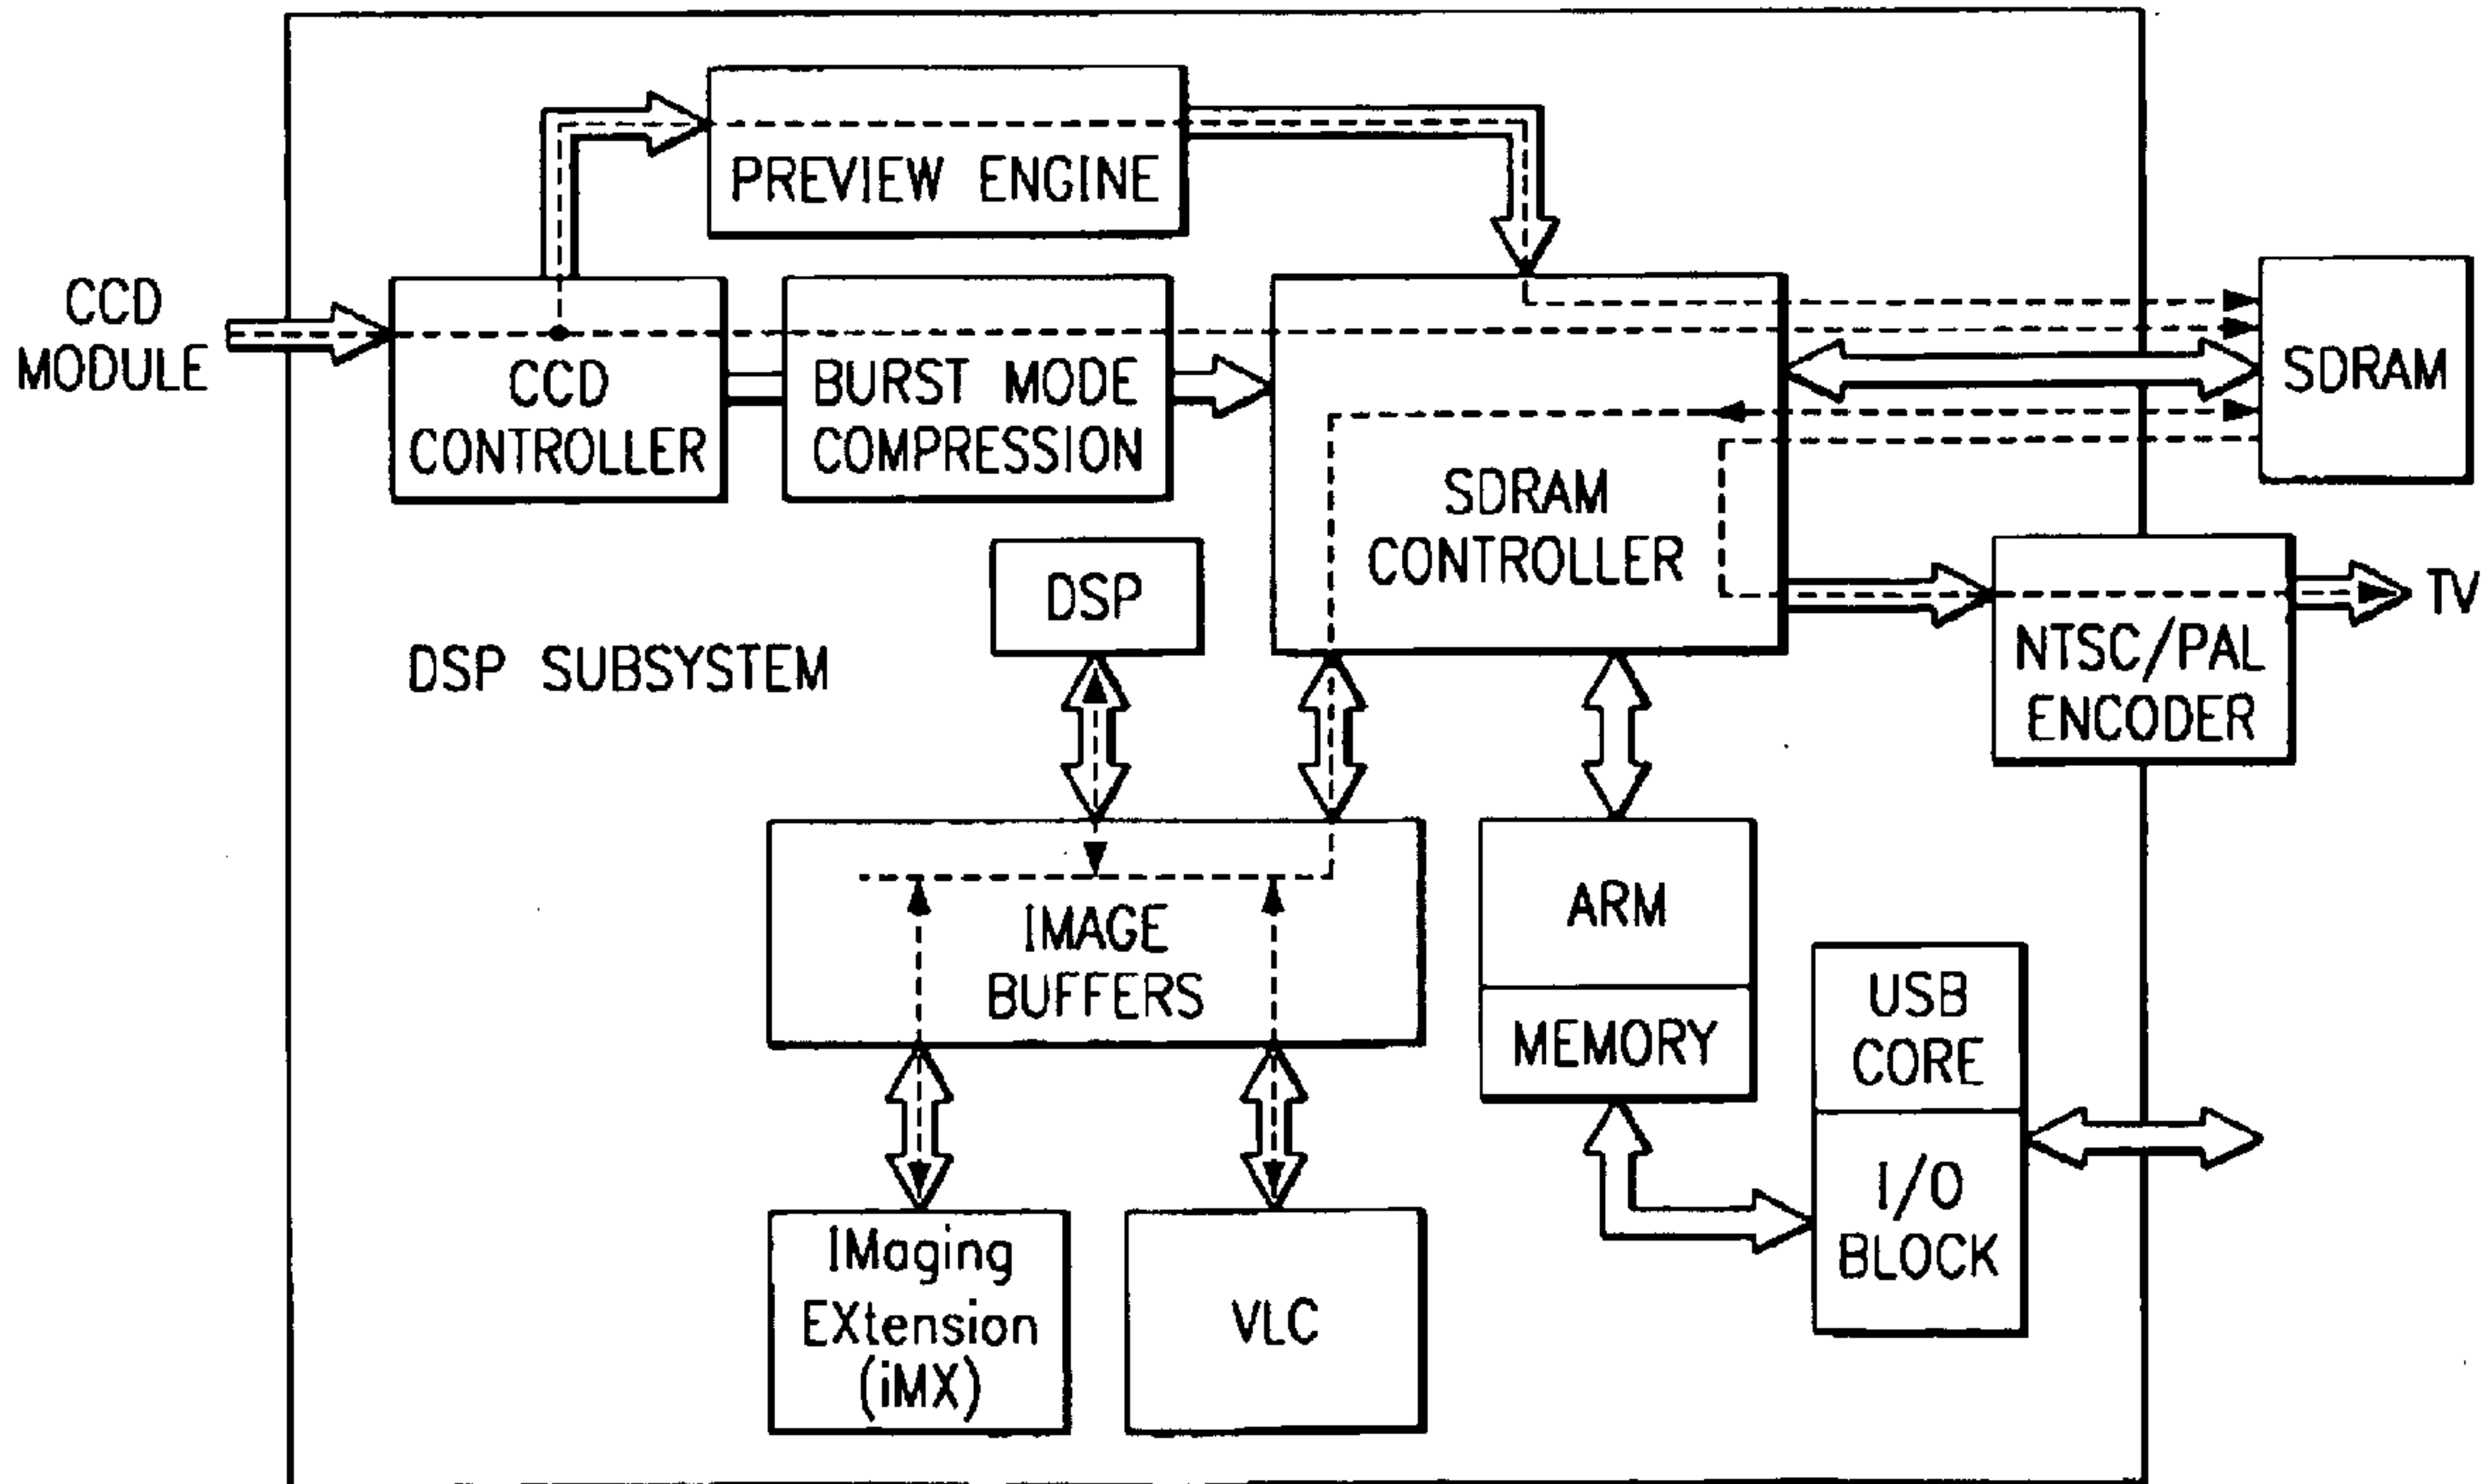 PREVIEW ENGINE
CCD
MODULE
CCD
CONTROLLER
BURST MODE
COMPRESSION
SDRAM
CONTROLLER
SDRAM
DSP
DSP SUBSYSTEM
NTSC/PAL
ENCODER
TV
IMAGE
BUFFERS
ARM
MEMORY
USB
CORE
I/O
BLOCK
IMaging
EXtension
(iMX)
VLC